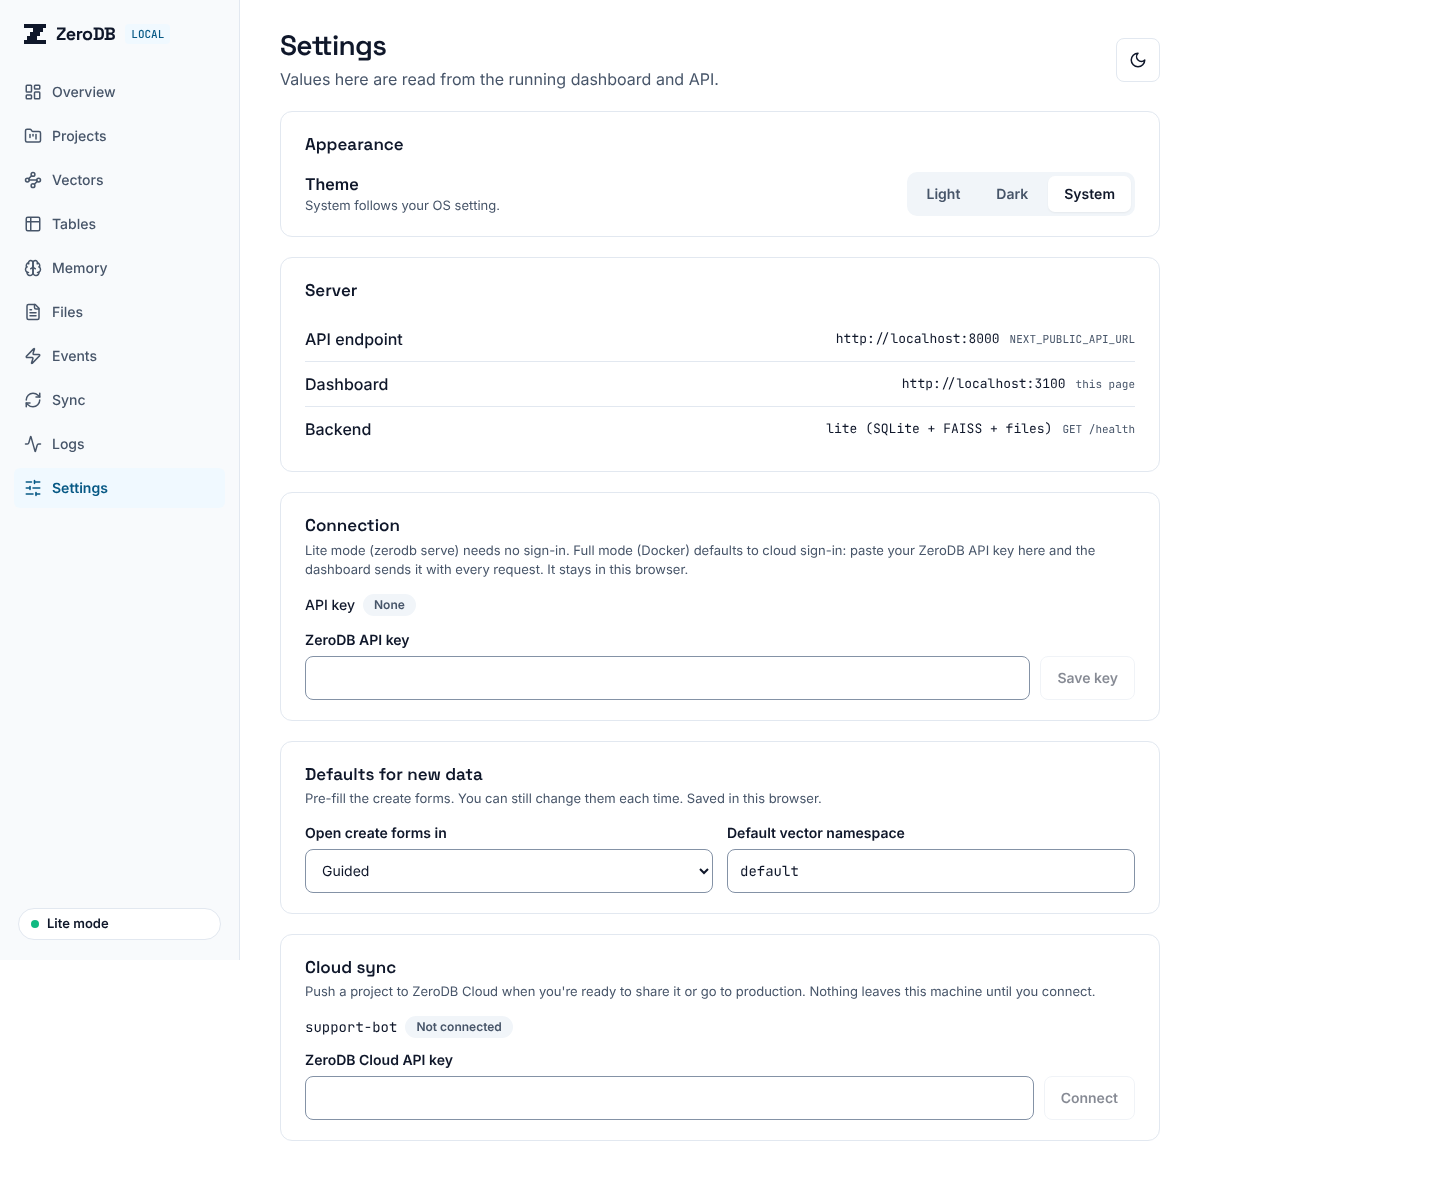 ZeroDB LOCAL
Overview
Projects
Vectors
Tables
Memory
Files
Events
Sync
Logs
Settings
Lite mode
Settings
Values here are read from the running dashboard and API.
Appearance
Theme
System follows your OS setting.
Light Dark System
Server
API endpoint http://localhost:8000 NEXT_PUBLIC_API_URL
Dashboard http://localhost:3100 this page
Backend lite (SQLite + FAISS + files) GET /health
Connection
Lite mode (zerodb serve) needs no sign-in. Full mode (Docker) defaults to cloud sign-in: paste your ZeroDB API key here and the
dashboard sends it with every request. It stays in this browser.
API key None
ZeroDB API key
Save key
Defaults for new data
Pre-fill the create forms. You can still change them each time. Saved in this browser.
Open create forms in Default vector namespace
Guided default
Cloud sync
Push a project to ZeroDB Cloud when you're ready to share it or go to production. Nothing leaves this machine until you connect.
support-bot Not connected
ZeroDB Cloud API key
Connect